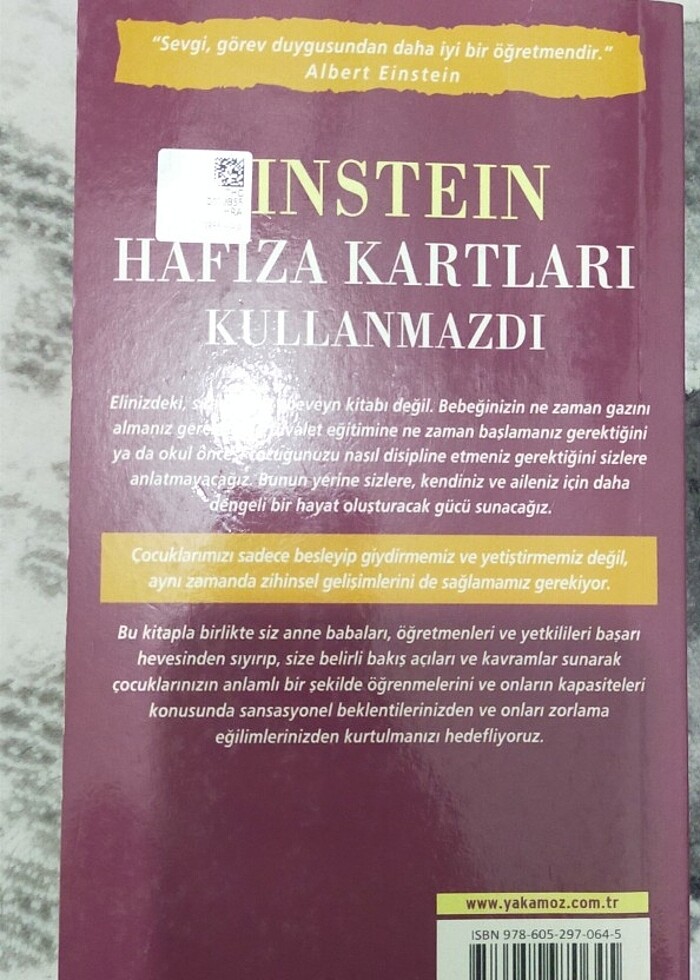 “Sevgi, görev duygusundan daha iyi bir öğretmendir.”
Albert Einstein
INSTEIN
HAFIZA KARTLARI
KULLANMAZDI
Elinizdeki, kitabı değil. Bebeğinizin ne zaman gazını
almanız eğitimine ne zaman başlamanız gerektiğini
ya da okul öncesi çocuğunuzu nasıl disipline etmeniz gerektiğini sizlere
anlatmayacağız. Bunun yerine sizlere, kendiniz ve aileniz için daha
dengeli bir hayat oluşturacak gücü sunacağız.
Çocuklarımızı sadece besleyip giydirmemiz ve yetiştirmemiz değil,
aynı zamanda zihinsel gelişimlerini de sağlamamız gerekiyor.
Bu kitapla birlikte siz anne babaları, öğretmenleri ve yetkilileri başarı
hevesinden sıyırıp, size belirli bakış açıları ve kavramlar sunarak
çocuklarınızın anlamlı bir şekilde öğrenmelerini ve onların kapasiteleri
konusunda sansasyonel beklentilerinizden ve onları zorlama
eğilimlerinizden kurtulmanızı hedefliyoruz.
www.yakamoz.com.tr
ISBN 978-605-297-064-5